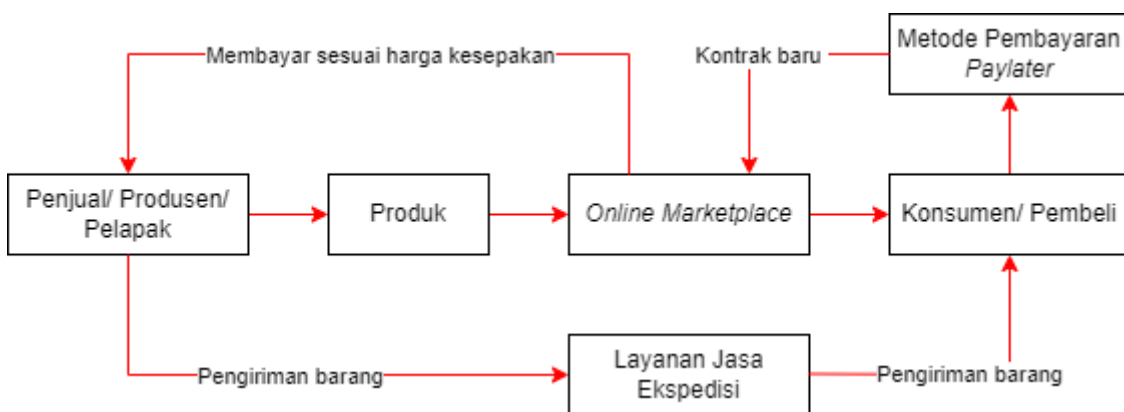 Membayar sesuai harga kesepakan
Kontrak baru
Metode Pembayaran
Paylater
Penjual/ Produsen/
Pelapak
Produk
Online Marketplace
Konsumen/ Pembeli
Pengiriman barang
Layanan Jasa
Ekspedisi
Pengiriman barang